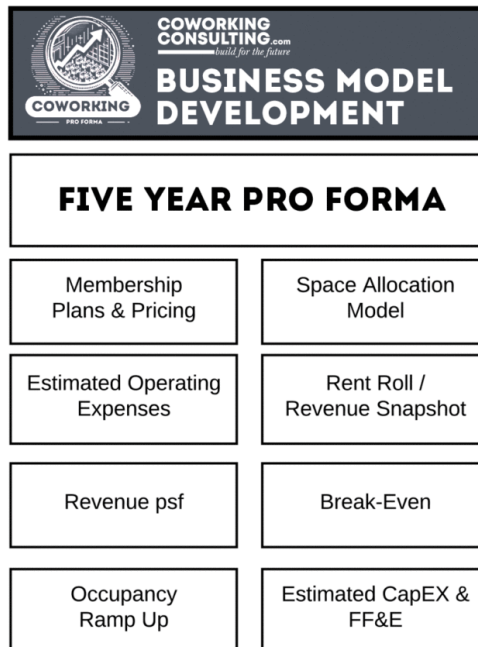 COWORKING
CONSULTING.com
build for the future
COWORKING
PRO FORMA
BUSINESS MODEL
DEVELOPMENT
FIVE YEAR PRO FORMA
Membership
Plans & Pricing
Space Allocation
Model
Estimated Operating
Expenses
Rent Roll /
Revenue Snapshot
Revenue psf
Break-Even
Occupancy
Ramp Up
Estimated CapEX &
FF&E